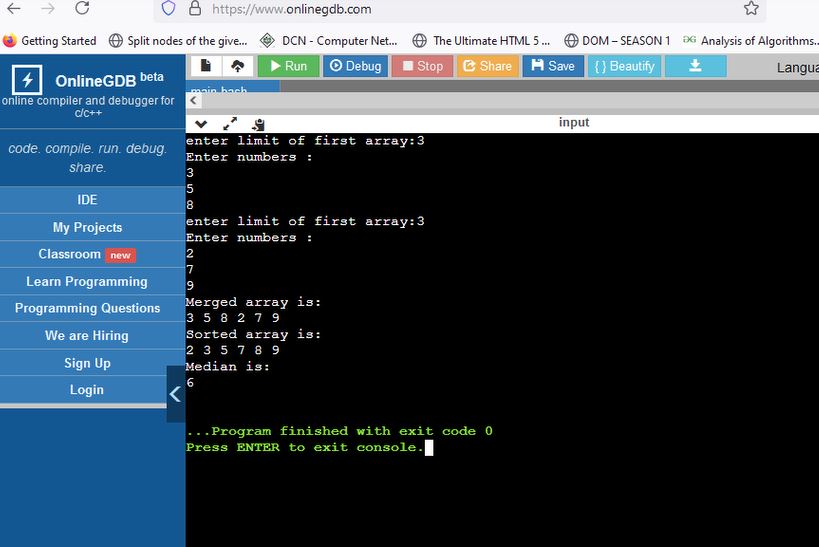 https://www.onlinegdb.com
Getting Started
Split nodes of the give...
DCN - Computer Net...
The Ultimate HTML 5 ...
DOM – SEASON 1
Analysis of Algorithms...
OnlineGDB beta
online compiler and debugger for
c/c++
code. compile. run. debug.
share.
IDE
My Projects
Classroom new
Learn Programming
Programming Questions
We are Hiring
Sign Up
Login
Run
Debug
Stop
Share
Save
{ } Beautify
Langua
main.bash
input
enter limit of first array:3
Enter numbers :
3
5
8
enter limit of first array:3
Enter numbers :
2
7
9
Merged array is:
3 5 8 2 7 9
Sorted array is:
2 3 5 7 8 9
Median is:
6
...Program finished with exit code 0
Press ENTER to exit console.